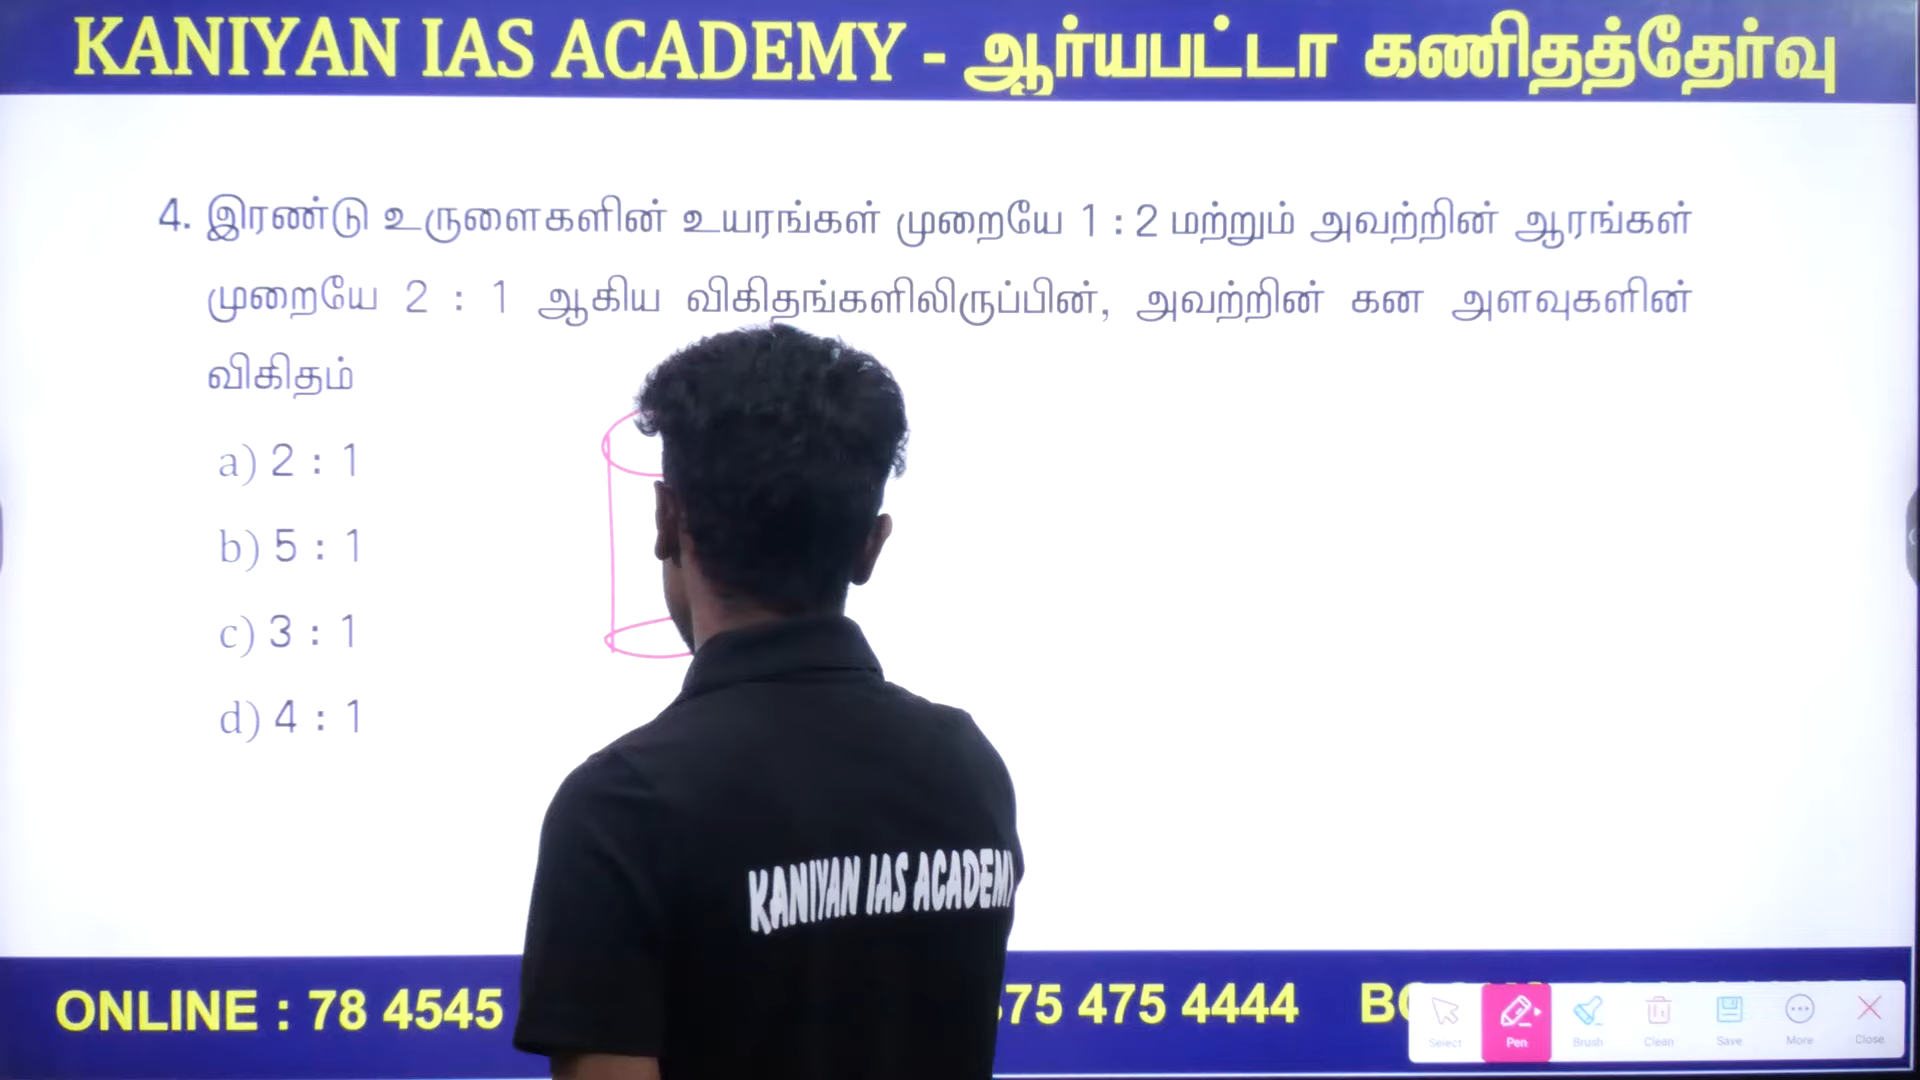 KANIYAN IAS ACADEMY - ஆர்யபட்டா கணிதத்தேர்வு
4. இரண்டு உருளைகளின் உயரங்கள் முறையே 1 : 2 மற்றும் அவற்றின் ஆரங்கள்
முறையே 2 : 1 ஆகிய விகிதங்களிலிருப்பின், அவற்றின் கன அளவுகளின்
விகிதம்
a) 2 : 1
b) 5 : 1
c) 3 : 1
d) 4 : 1
KANIYAN IAS ACADEMY
ONLINE : 78 4545 75 475 4444
Select Pen Brush Clean Save More Close